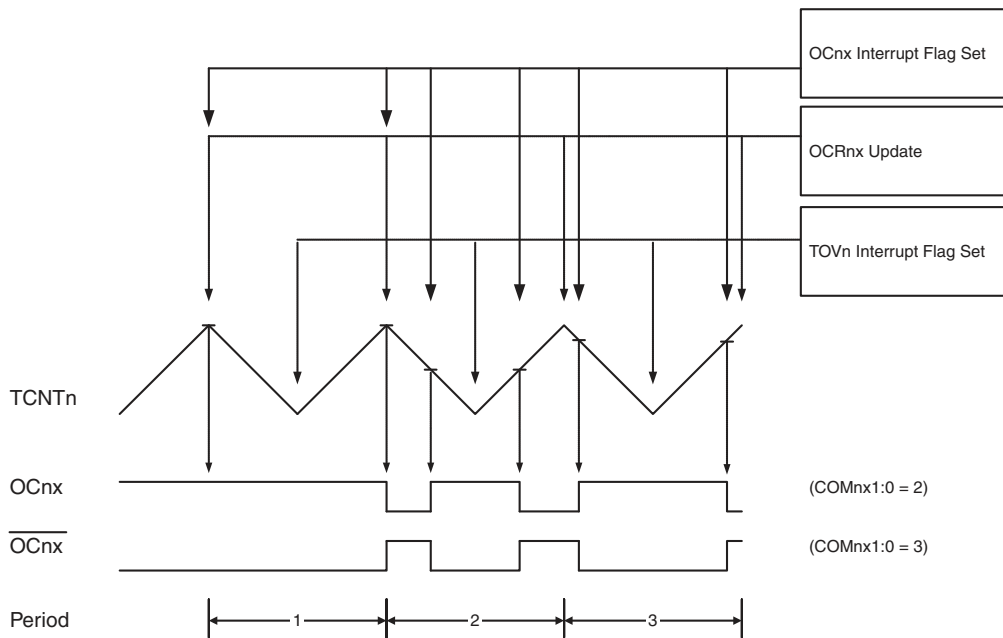 OCnx Interrupt Flag Set
OCRnx Update
TOVn Interrupt Flag Set
TCNTn
OCnx
(COMnx1:0 = 2)
OCnx
(COMnx1:0 = 3)
Period
1
2
3